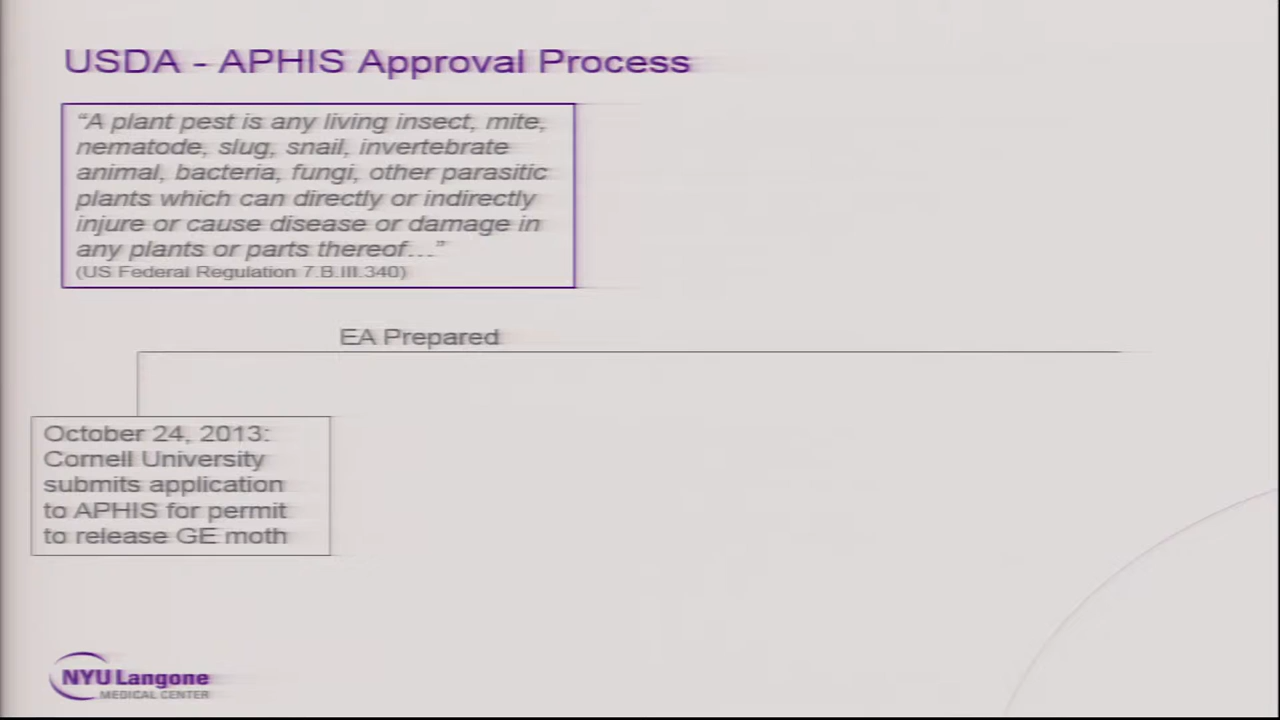 USDA - APHIS Approval Process
“A plant pest is any living insect, mite,
nematode, slug, snail, invertebrate
animal, bacteria, fungi, other parasitic
plants which can directly or indirectly
injure or cause disease or damage in
any plants or parts thereof…”
(US Federal Regulation 7.B.III.340)
EA Prepared
October 24, 2013:
Cornell University
submits application
to APHIS for permit
to release GE moth
NYU Langone
MEDICAL CENTER